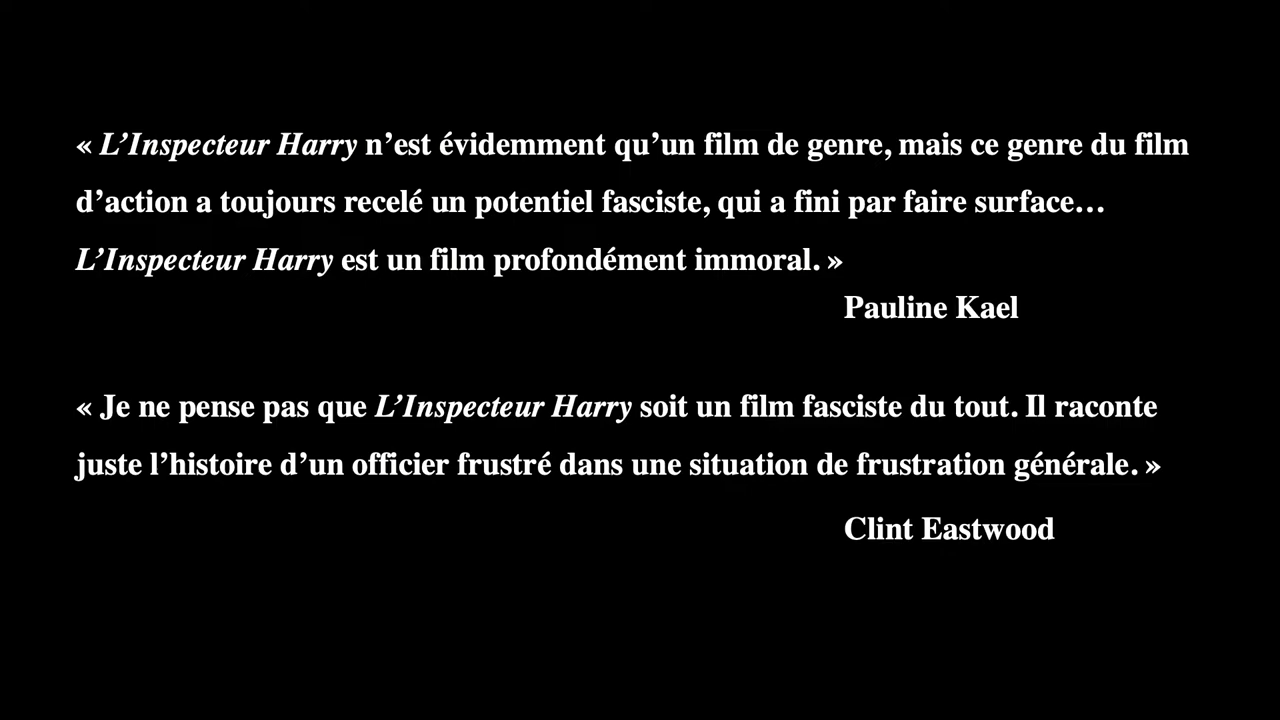 « L’Inspecteur Harry n’est évidemment qu’un film de genre, mais ce genre du film
d’action a toujours recelé un potentiel fasciste, qui a fini par faire surface…
L’Inspecteur Harry est un film profondément immoral. »
Pauline Kael
« Je ne pense pas que L’Inspecteur Harry soit un film fasciste du tout. Il raconte
juste l’histoire d’un officier frustré dans une situation de frustration générale. »
Clint Eastwood